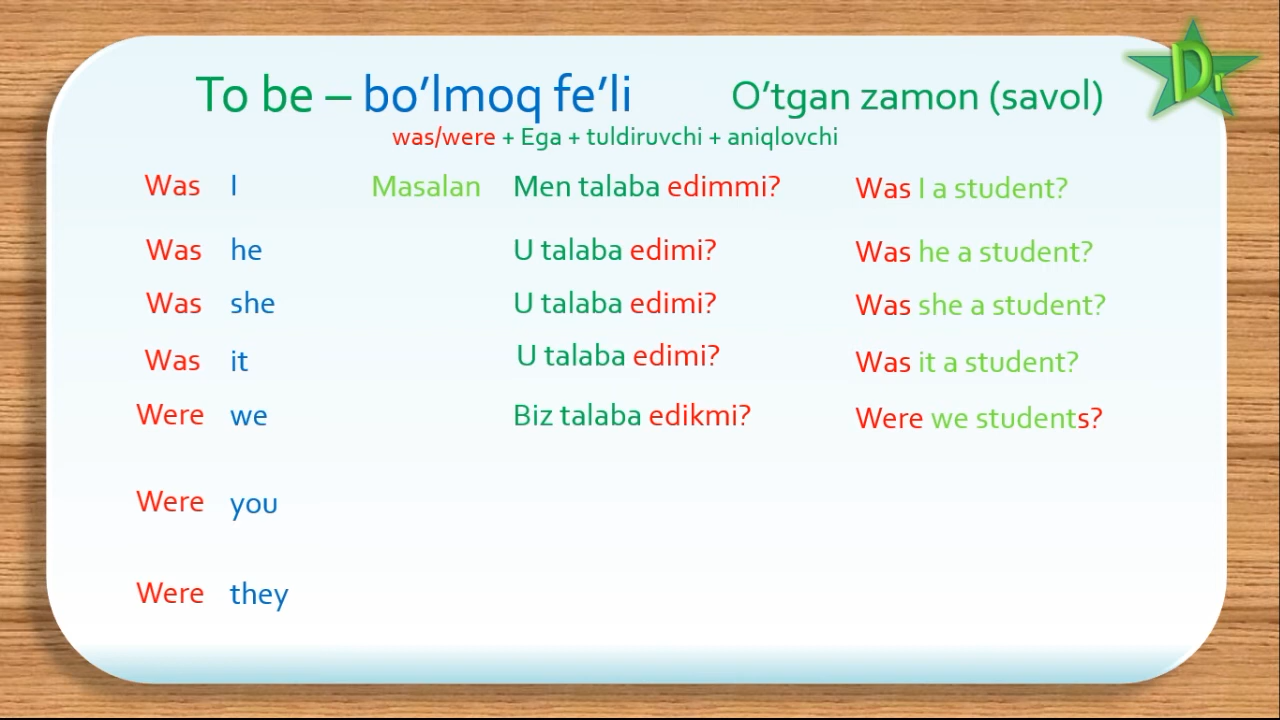 To be – bo’lmoq fe’li O’tgan zamon (savol)
was/were + Ega + tuldiruvchi + aniqlovchi
Was I Masalan Men talaba edimmi? Was I a student?
Was he U talaba edimi? Was he a student?
Was she U talaba edimi? Was she a student?
Was it U talaba edimi? Was it a student?
Were we Biz talaba edikmi? Were we students?
Were you
Were they
Dr